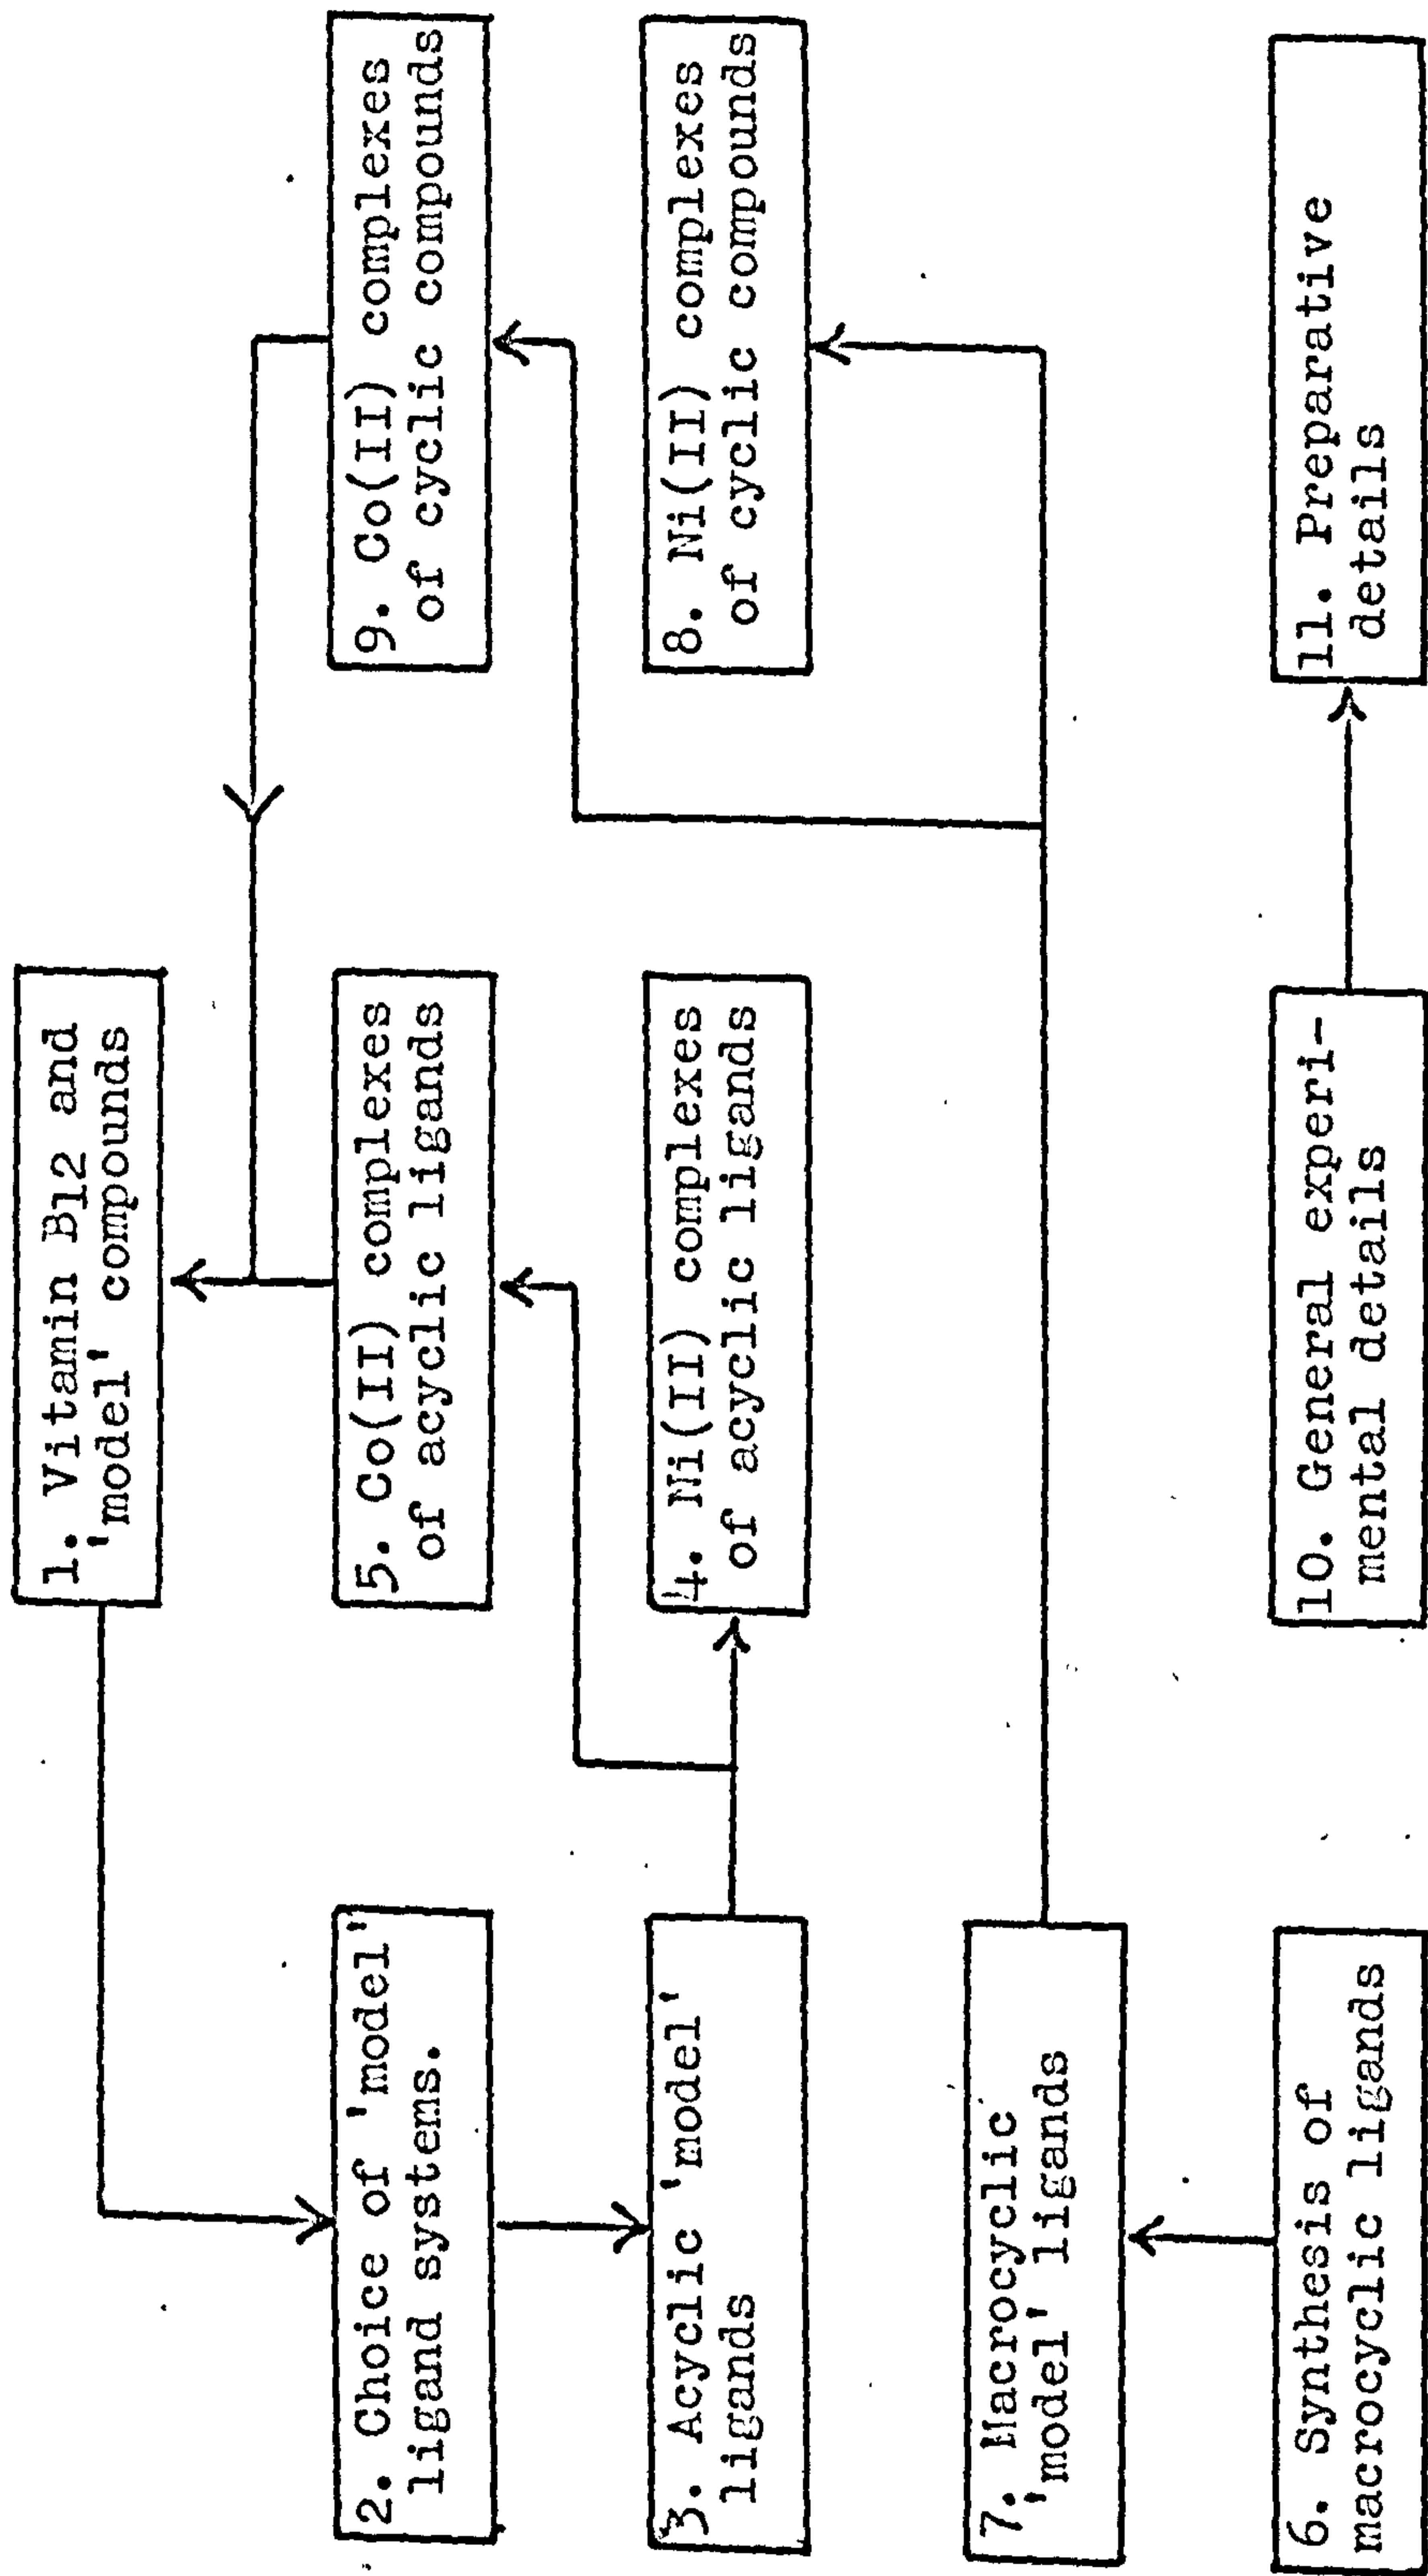 1. Vitamin B12 and
'model' compounds
2. Choice of 'model'
ligand systems.
5. Co(II) complexes
of acyclic ligands
9. Co(II) complexes
of cyclic compounds
3. Acyclic 'model'
ligands
4. Ni(II) complexes
of acyclic ligands
8. Ni(II) complexes
of cyclic compounds
7. Macrocyclic
'model' ligands
6. Synthesis of
macrocyclic ligands
10. General experi-
mental details
11. Preparative
details